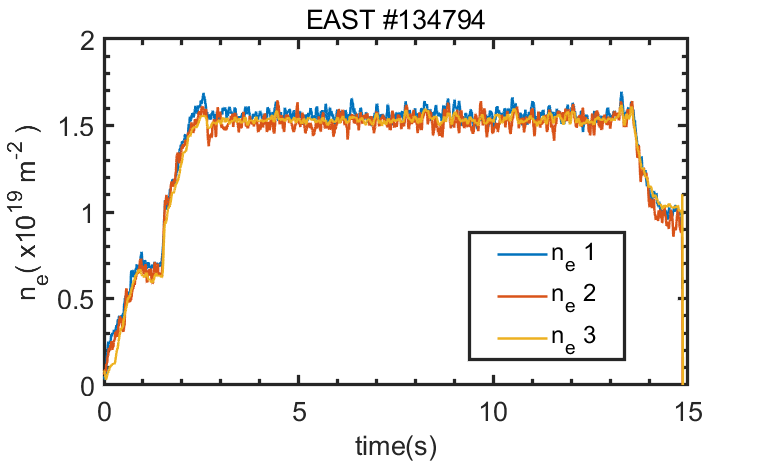 EAST #134794
2
1.5
1
0.5
0
n_e( x10^19 m^-2 )
n_e 1
n_e 2
n_e 3
0 5 10 15
time(s)